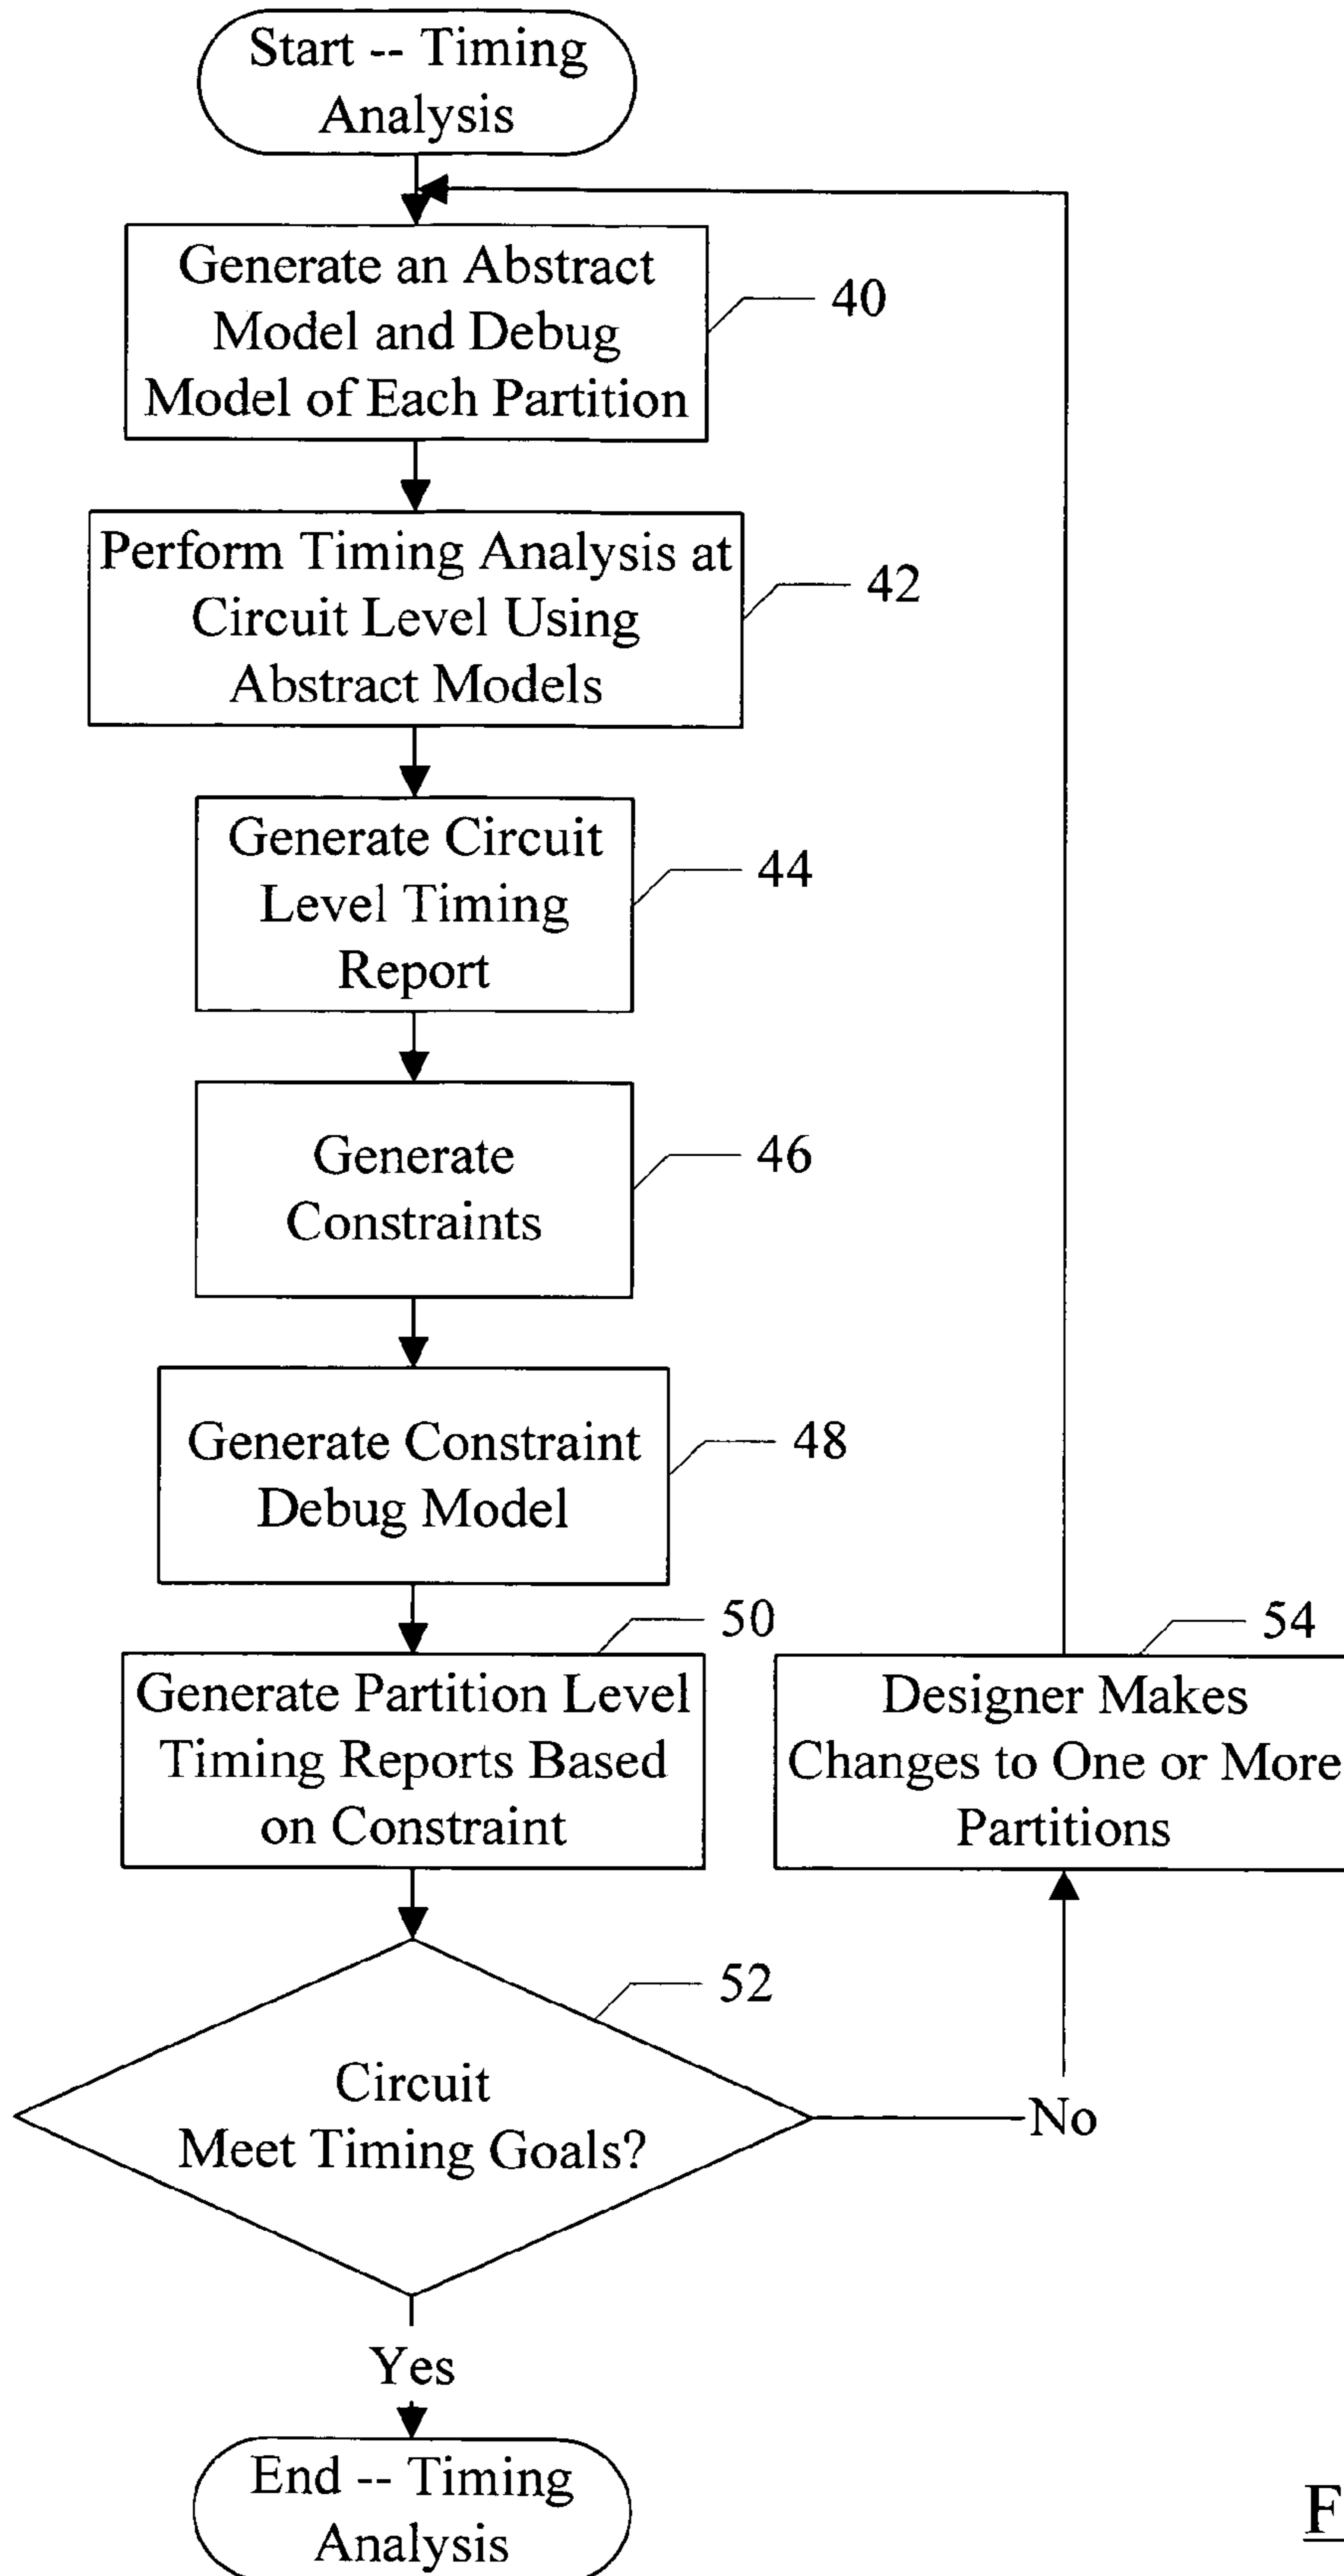 Start -- Timing
Analysis
Generate an Abstract
Model and Debug
Model of Each Partition
40
Perform Timing Analysis at
Circuit Level Using
Abstract Models
42
Generate Circuit
Level Timing
Report
44
Generate
Constraints
46
Generate Constraint
Debug Model
48
Generate Partition Level
Timing Reports Based
on Constraint
50
Designer Makes
Changes to One or More
Partitions
54
Circuit
Meet Timing Goals?
52
No
Yes
End -- Timing
Analysis
F